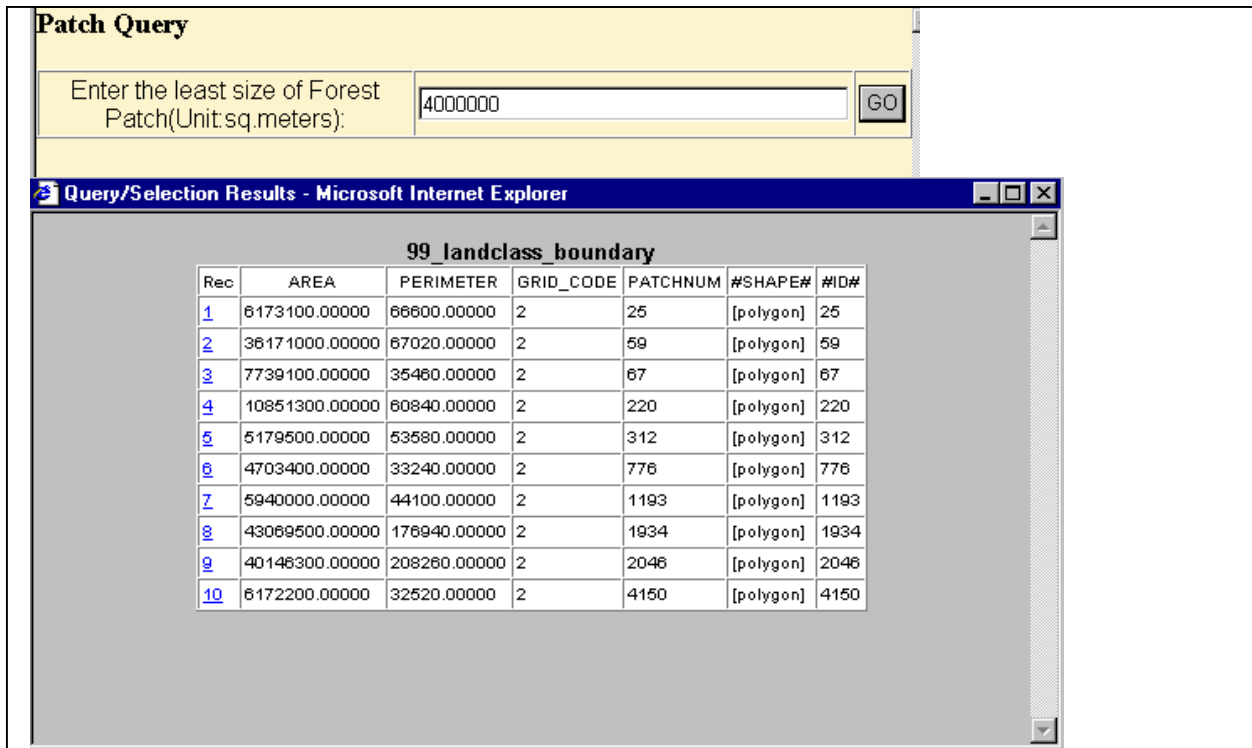 Patch Query
Enter the least size of Forest
Patch(Unit:sq.meters):
4000000
GO
Query/Selection Results - Microsoft Internet Explorer
99_landclass_boundary
Rec AREA PERIMETER GRID_CODE PATCHNUM #SHAPE# #ID#
1 6173100.00000 66600.00000 2 25 [polygon] 25
2 36171000.00000 67020.00000 2 59 [polygon] 59
3 7739100.00000 35460.00000 2 67 [polygon] 67
4 10851300.00000 60840.00000 2 220 [polygon] 220
5 5179500.00000 53580.00000 2 312 [polygon] 312
6 4703400.00000 33240.00000 2 776 [polygon] 776
7 5940000.00000 44100.00000 2 1193 [polygon] 1193
8 43069500.00000 176940.00000 2 1934 [polygon] 1934
9 40146300.00000 208260.00000 2 2046 [polygon] 2046
10 6172200.00000 32520.00000 2 4150 [polygon] 4150